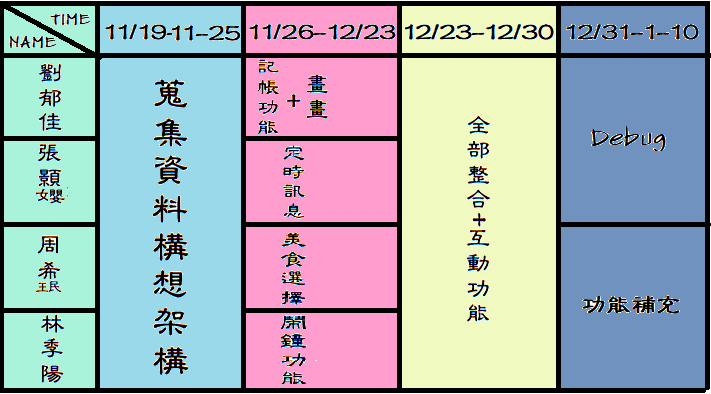 TIME
NAME
11/19-11--25
11/26--12/23
12/23--12/30
12/31--1--10
劉郁佳
張顥嬰
周希珉
林季陽
蒐集資料構想架構
記帳功能+畫畫
定時訊息
美食選擇
鬧鐘功能
全部整合+互動功能
Debug
功能補充